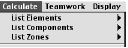 Calculate Teamwork Display
List Elements
List Components
List Zones